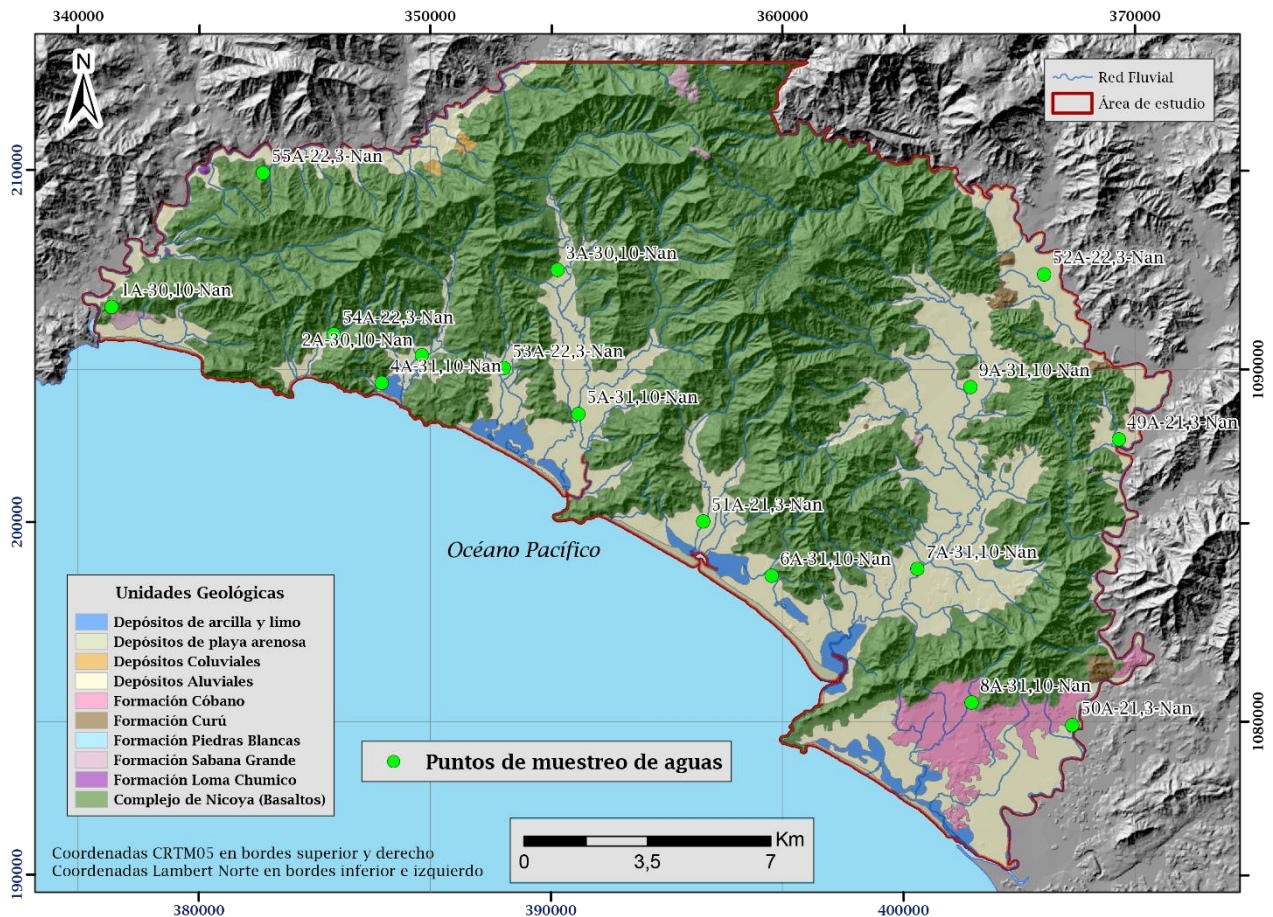 340000
350000
360000
370000
N
Red Fluvial
Área de estudio
210000
55A-22,3-Nan
3A-30,10-Nan
52A-22,3-Nan
1A-30,10-Nan
54A-22,3-Nan
2A-30,10-Nan
53A-22,3-Nan
4A-31,10-Nan
9A-31,10-Nan
1090000
5A-31,10-Nan
49A-21,3-Nan
51A-21,3-Nan
200000
Océano Pacífico
6A-31,10-Nan
7A-31,10-Nan
Unidades Geológicas
Depósitos de arcilla y limo
Depósitos de playa arenosa
Depósitos Coluviales
Depósitos Aluviales
Formación Cóbano
Formación Curú
Formación Piedras Blancas
Formación Sabana Grande
Formación Loma Chumico
Complejo de Nicoya (Basaltos)
8A-31,10-Nan
50A-21,3-Nan
1080000
Puntos de muestreo de aguas
Km
0 3,5 7
Coordenadas CRTM05 en bordes superior y derecho
Coordenadas Lambert Norte en bordes inferior e izquierdo
190000
380000
390000
400000